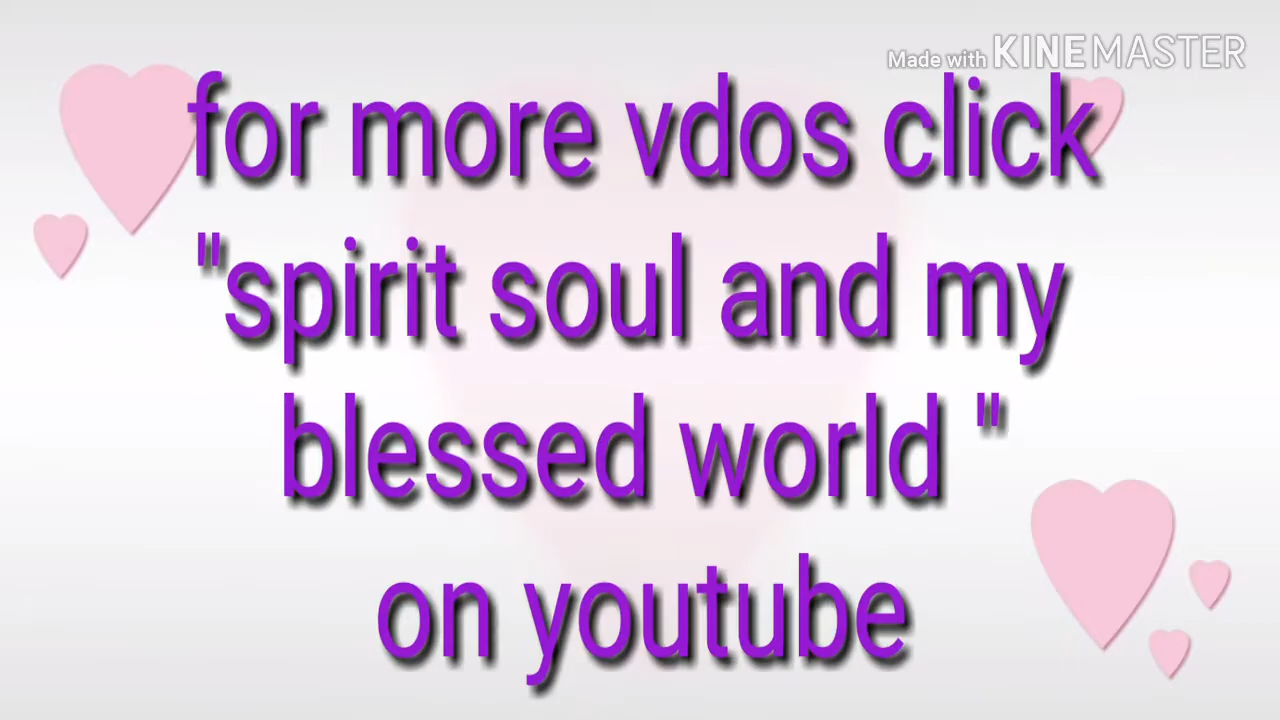 Made with KINEMASTER
for more vdos click
"spirit soul and my
blessed world "
on youtube